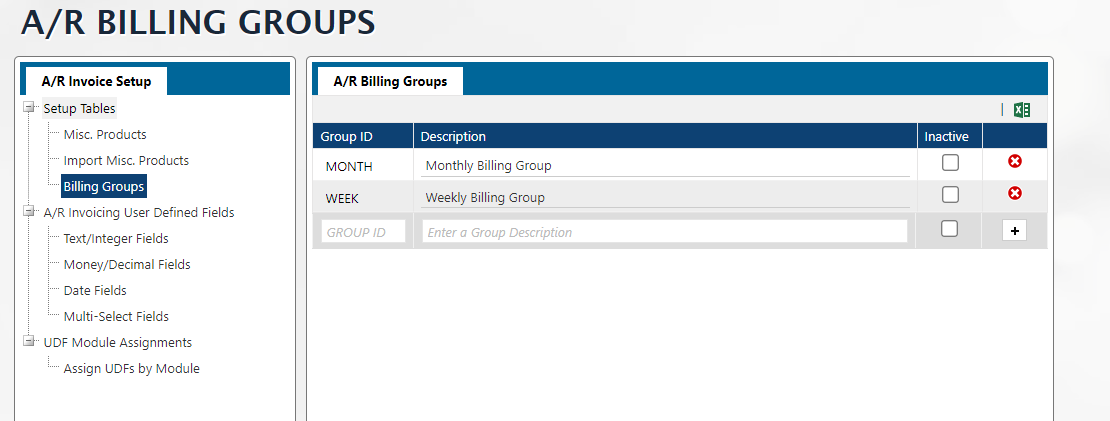 A/R BILLING GROUPS
A/R Invoice Setup
Setup Tables
Misc. Products
Import Misc. Products
Billing Groups
A/R Invoicing User Defined Fields
Text/Integer Fields
Money/Decimal Fields
Date Fields
Multi-Select Fields
UDF Module Assignments
Assign UDFs by Module
A/R Billing Groups
Group ID Description Inactive
MONTH Monthly Billing Group
WEEK Weekly Billing Group
GROUP ID Enter a Group Description +